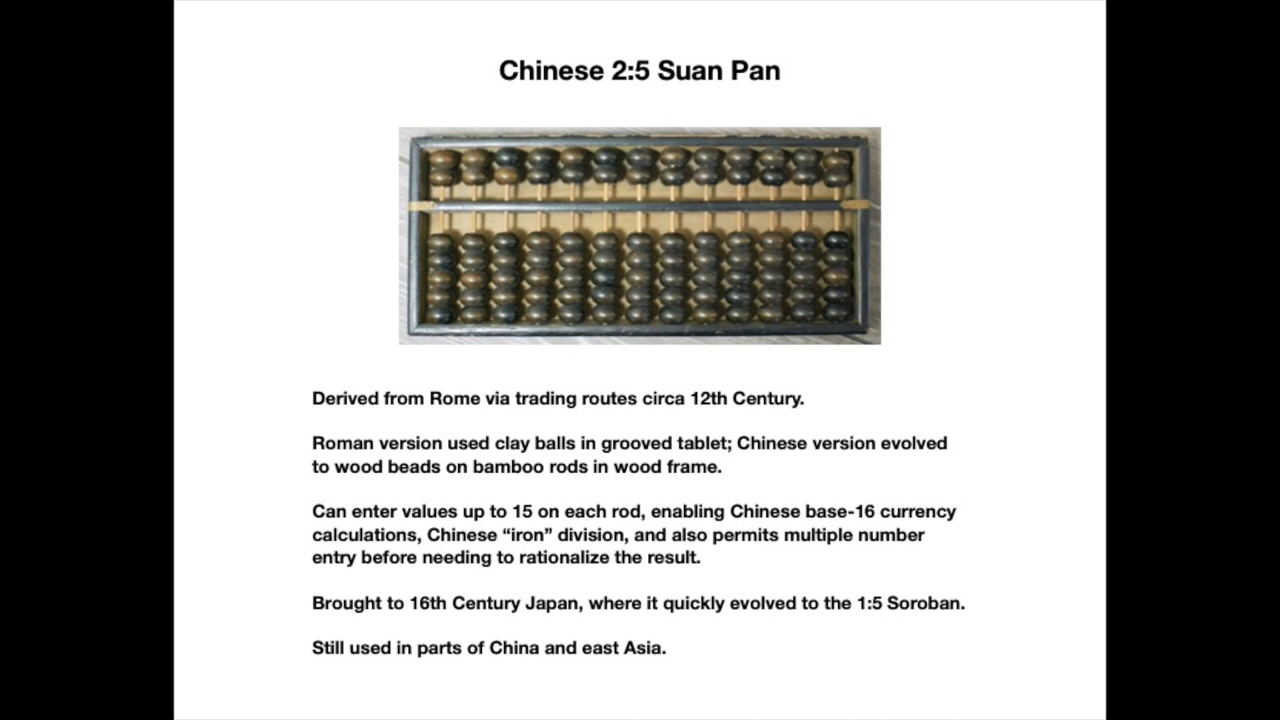 Chinese 2:5 Suan Pan
Derived from Rome via trading routes circa 12th Century.
Roman version used clay balls in grooved tablet; Chinese version evolved
to wood beads on bamboo rods in wood frame.
Can enter values up to 15 on each rod, enabling Chinese base-16 currency
calculations, Chinese “iron” division, and also permits multiple number
entry before needing to rationalize the result.
Brought to 16th Century Japan, where it quickly evolved to the 1:5 Soroban.
Still used in parts of China and east Asia.